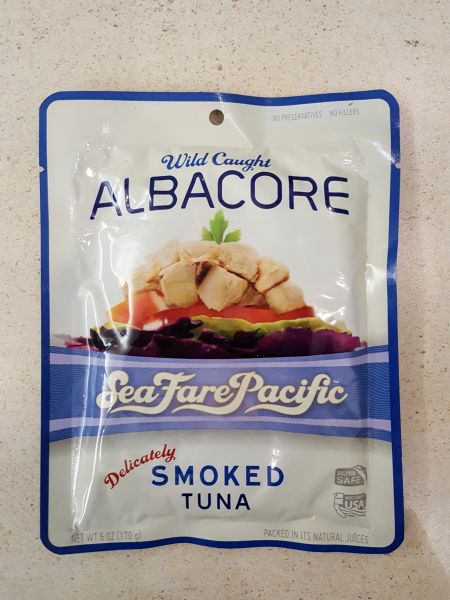 NO PRESERVATIVES NO FILLERS
Wild Caught
ALBACORE
SeaFare Pacific™
Delicately
SMOKED
TUNA
DOLPHIN
SAFE
USA
NET WT 6 OZ (170 g)
PACKED IN ITS NATURAL JUICES